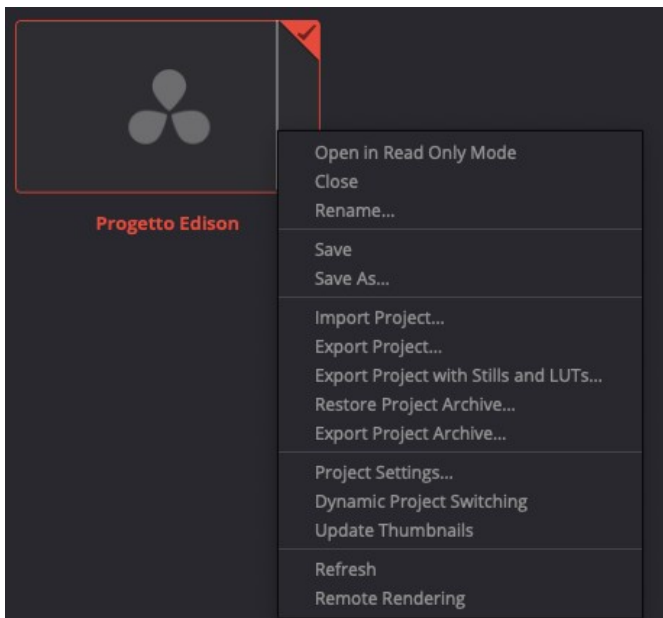 Progetto Edison
Open in Read Only Mode
Close
Rename...
Save
Save As...
Import Project...
Export Project...
Export Project with Stills and LUTs...
Restore Project Archive...
Export Project Archive...
Project Settings...
Dynamic Project Switching
Update Thumbnails
Refresh
Remote Rendering